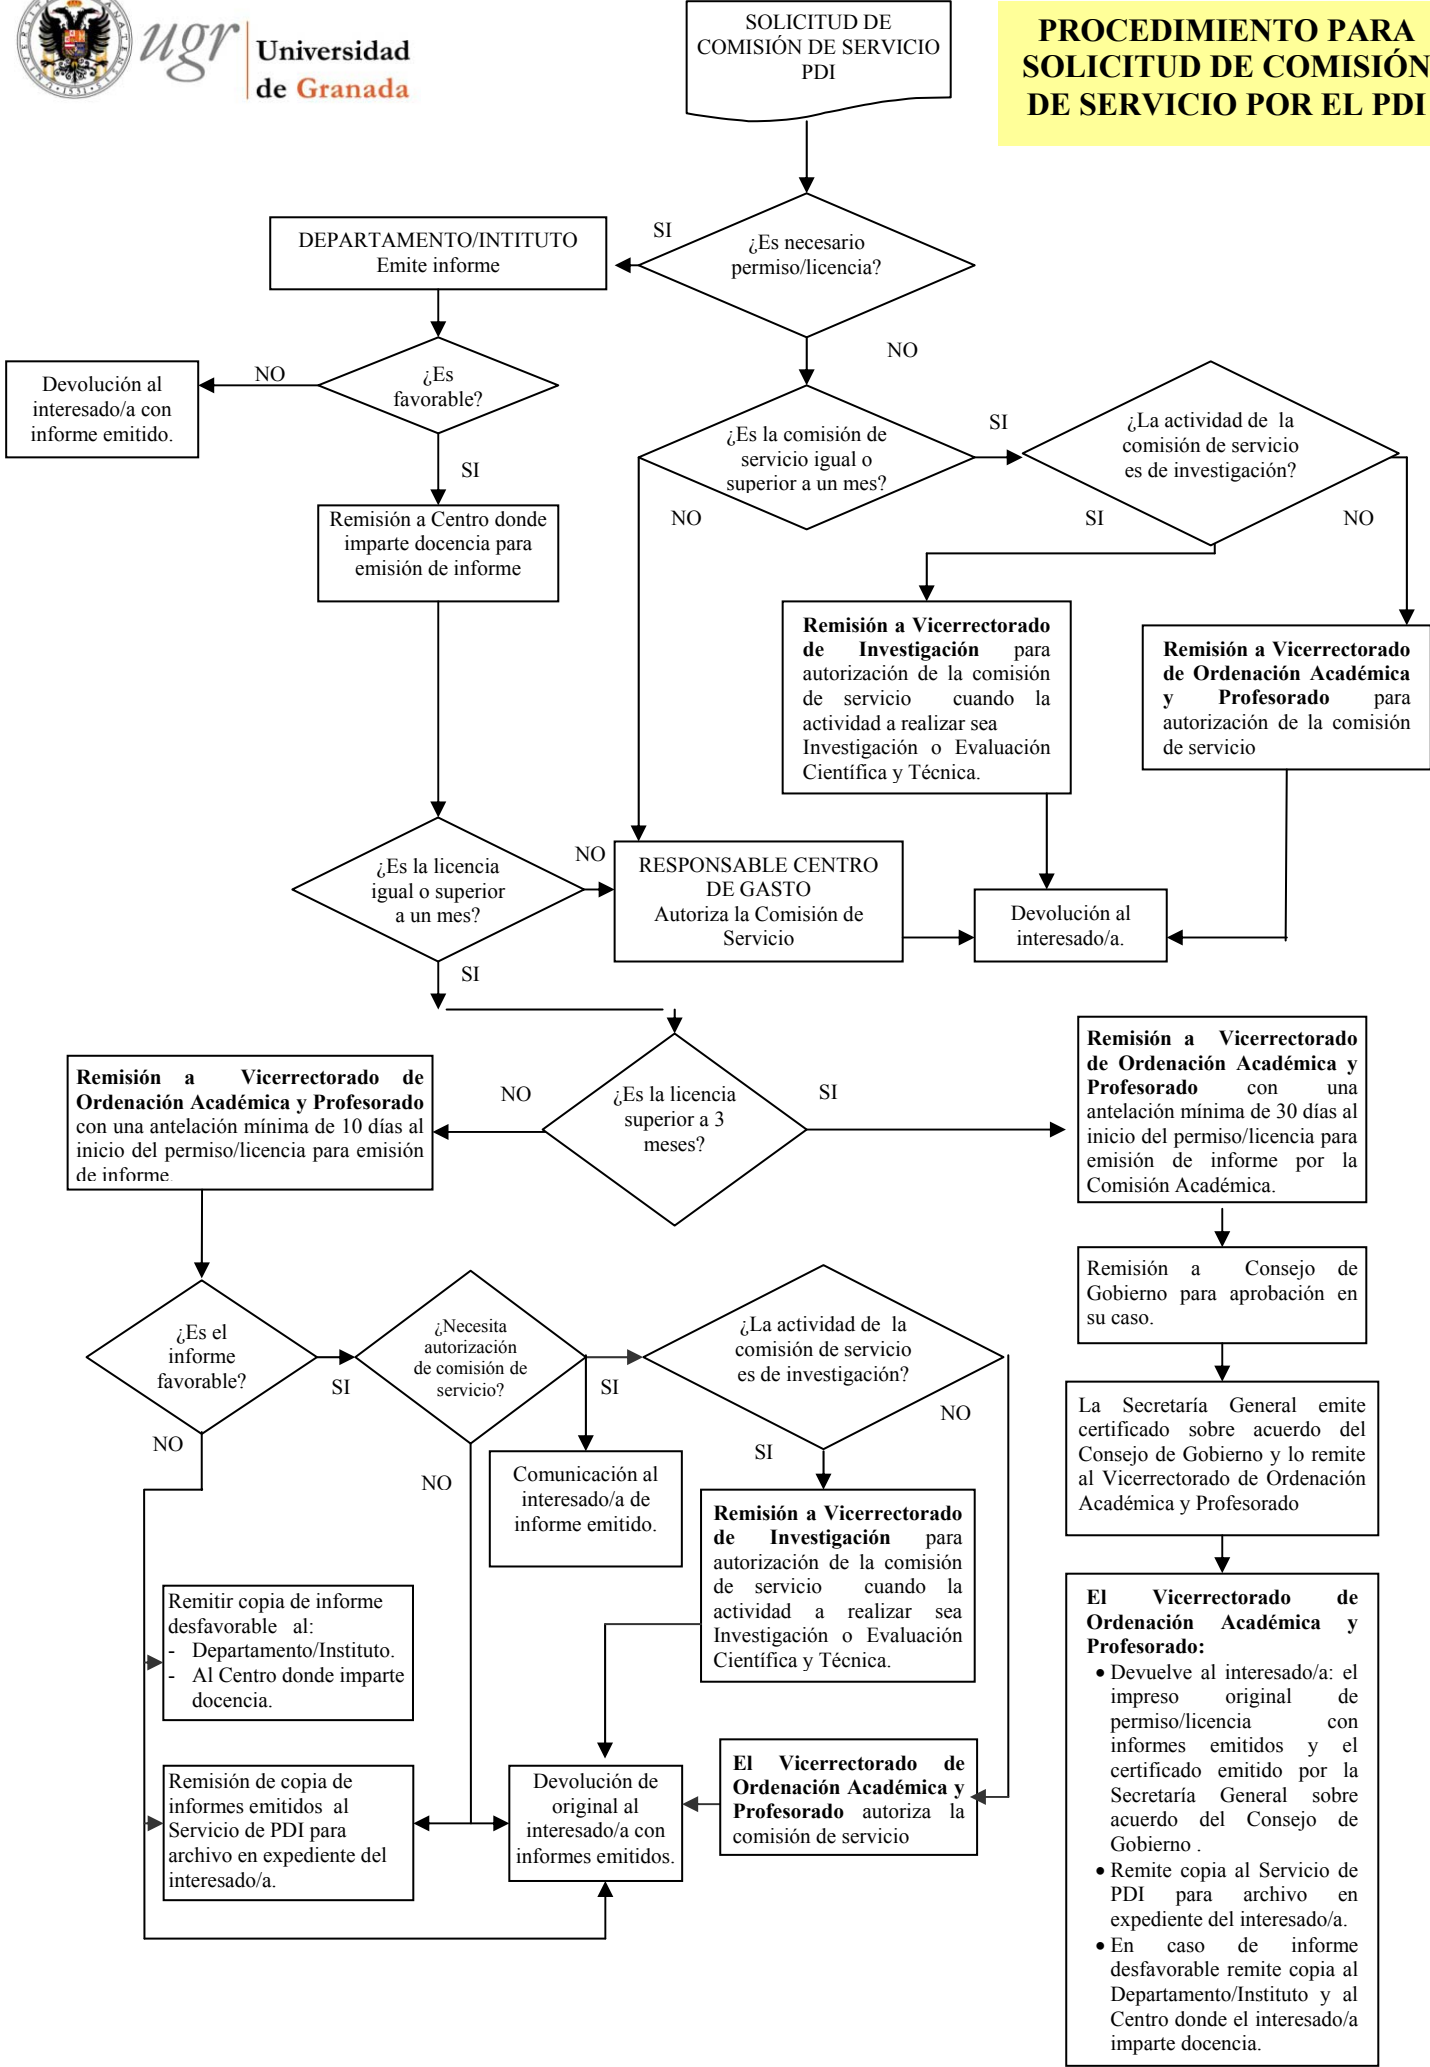 ugr
Universidad
de Granada
SOLICITUD DE
COMISIÓN DE SERVICIO
PDI
PROCEDIMIENTO PARA
SOLICITUD DE COMISIÓN
DE SERVICIO POR EL PDI
¿Es necesario
permiso/licencia?
SI
NO
DEPARTAMENTO/INTITUTO
Emite informe
¿Es
favorable?
NO
SI
Devolución al
interesado/a con
informe emitido.
¿Es la comisión de
servicio igual o
superior a un mes?
SI
NO
¿La actividad de la
comisión de servicio
es de investigación?
SI
NO
Remisión a Centro donde
imparte docencia para
emisión de informe
Remisión a Vicerrectorado
de Investigación para
autorización de la comisión
de servicio cuando la
actividad a realizar sea
Investigación o Evaluación
Científica y Técnica.
Remisión a Vicerrectorado
de Ordenación Académica
y Profesorado para
autorización de la comisión
de servicio
¿Es la licencia
igual o superior
a un mes?
NO
SI
RESPONSABLE CENTRO
DE GASTO
Autoriza la Comisión de
Servicio
Devolución al
interesado/a.
¿Es la licencia
superior a 3
meses?
NO
SI
Remisión a Vicerrectorado de
Ordenación Académica y Profesorado
con una antelación mínima de 10 días al
inicio del permiso/licencia para emisión
de informe.
Remisión a Vicerrectorado
de Ordenación Académica y
Profesorado con una
antelación mínima de 30 días al
inicio del permiso/licencia para
emisión de informe por la
Comisión Académica.
Remisión a Consejo de
Gobierno para aprobación en
su caso.
La Secretaría General emite
certificado sobre acuerdo del
Consejo de Gobierno y lo remite
al Vicerrectorado de Ordenación
Académica y Profesorado
¿Es el
informe
favorable?
SI
NO
¿Necesita
autorización
de comisión de
servicio?
SI
NO
¿La actividad de la
comisión de servicio
es de investigación?
SI
NO
Comunicación al
interesado/a de
informe emitido.
Remisión a Vicerrectorado
de Investigación para
autorización de la comisión
de servicio cuando la
actividad a realizar sea
Investigación o Evaluación
Científica y Técnica.
Remitir copia de informe
desfavorable al:
- Departamento/Instituto.
- Al Centro donde imparte
docencia.
Remisión de copia de
informes emitidos al
Servicio de PDI para
archivo en expediente del
interesado/a.
Devolución de
original al
interesado/a con
informes emitidos.
El Vicerrectorado de
Ordenación Académica y
Profesorado autoriza la
comisión de servicio
El Vicerrectorado de
Ordenación Académica y
Profesorado:
• Devuelve al interesado/a: el
impreso original de
permiso/licencia con
informes emitidos y el
certificado emitido por la
Secretaría General sobre
acuerdo del Consejo de
Gobierno .
• Remite copia al Servicio de
PDI para archivo en
expediente del interesado/a.
• En caso de informe
desfavorable remite copia al
Departamento/Instituto y al
Centro donde el interesado/a
imparte docencia.